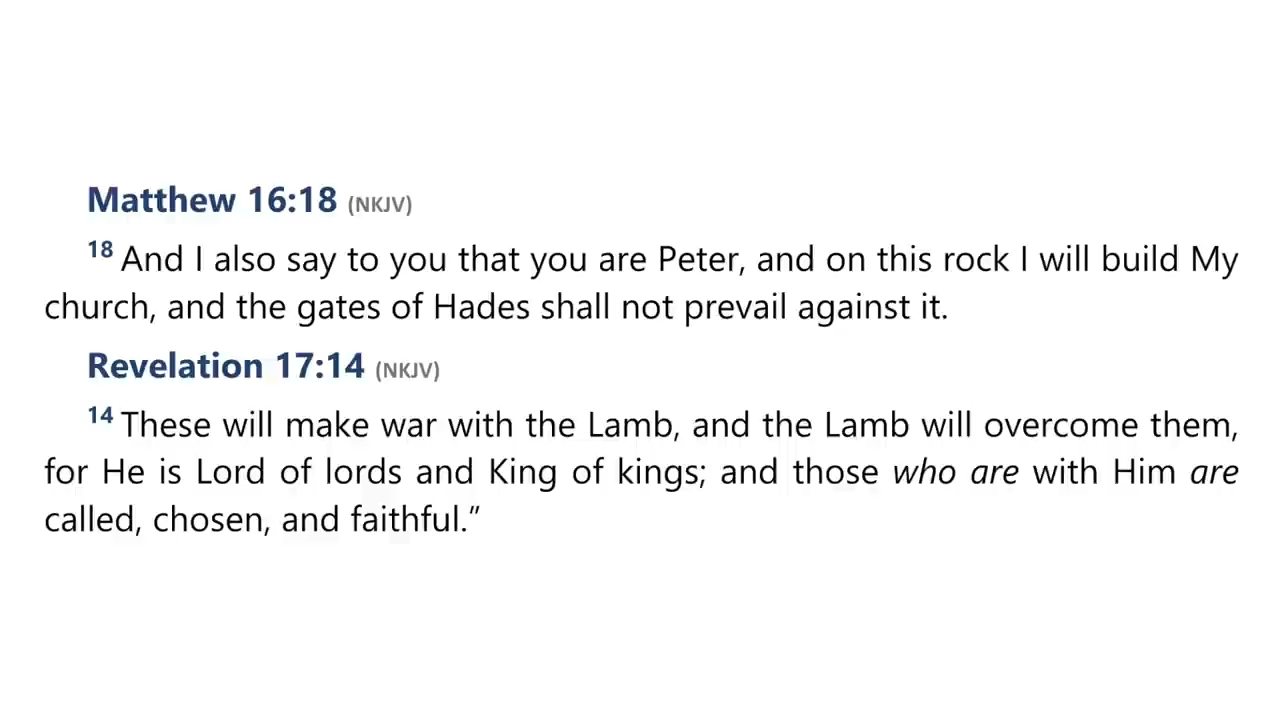 Matthew 16:18 (NKJV)
18 And I also say to you that you are Peter, and on this rock I will build My
church, and the gates of Hades shall not prevail against it.
Revelation 17:14 (NKJV)
14 These will make war with the Lamb, and the Lamb will overcome them,
for He is Lord of lords and King of kings; and those who are with Him are
called, chosen, and faithful.”